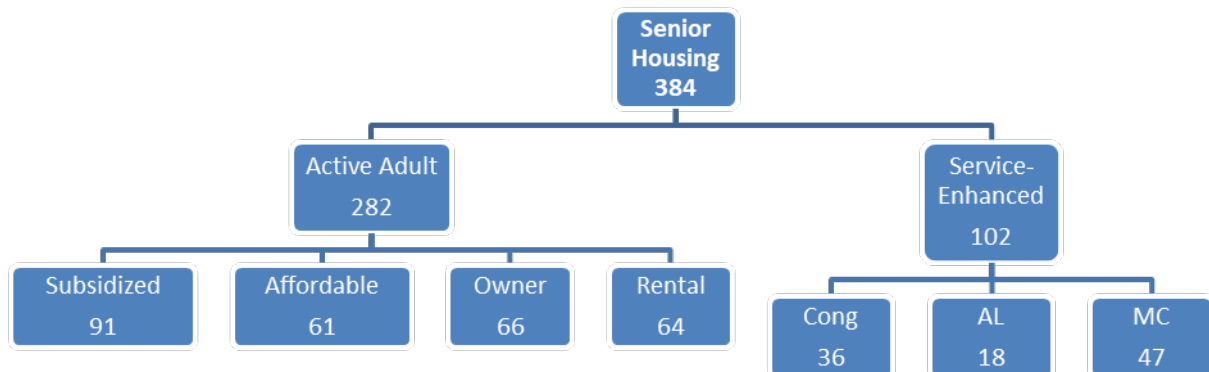 Senior
Housing
384
Active Adult
282
Service-
Enhanced
102
Subsidized
91
Affordable
61
Owner
66
Rental
64
Cong
36
AL
18
MC
47